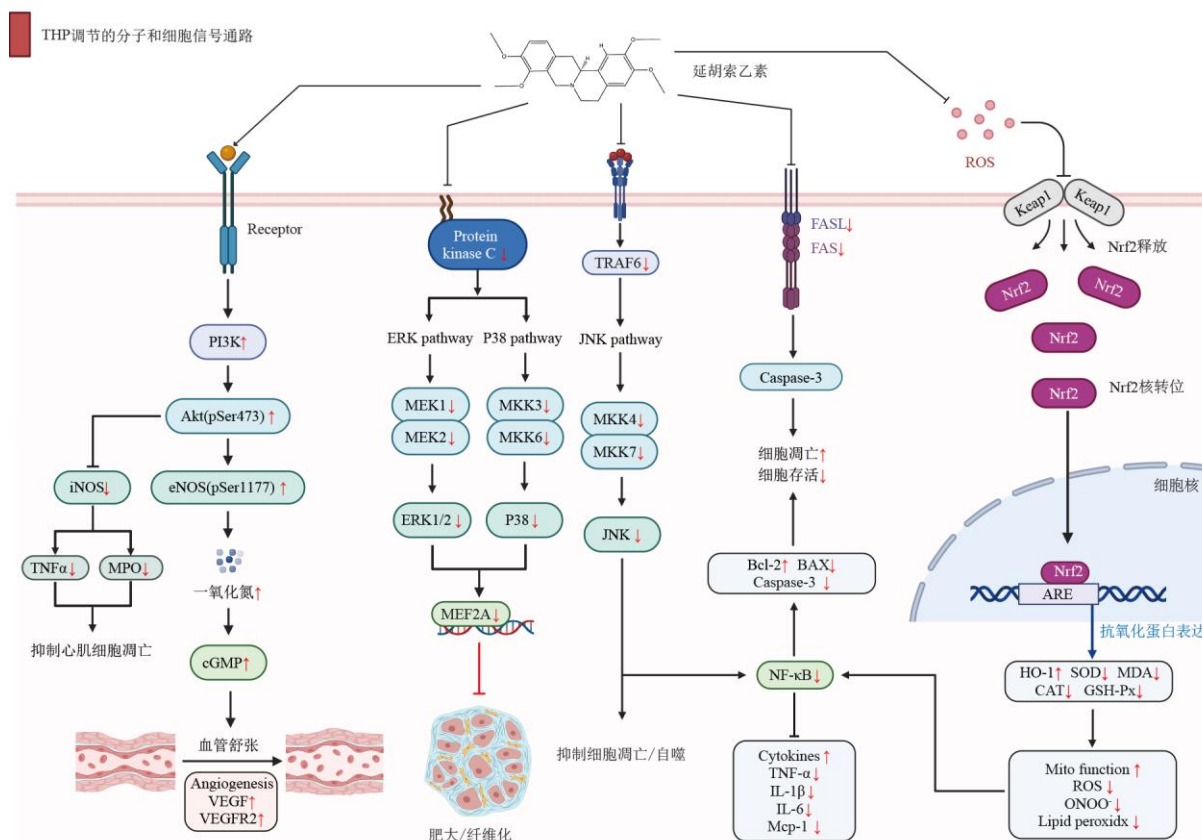 THP调节的分子和细胞信号通路
延胡索乙素
H
H
N
O
O
O
O
ROS
Keap1
Keap1
Nrf2释放
Nrf2
Nrf2
Nrf2
Nrf2
Nrf2核转位
细胞核
Nrf2
ARE
抗氧化蛋白表达
HO-1↑ SOD↓ MDA↓
CAT↓ GSH-Px↓
Mito function↑
ROS↓
ONOO⁻↓
Lipid peroxidx↓
Receptor
PI3K↑
Akt(pSer473)↑
iNOS↓
eNOS(pSer1177)↑
TNFα↓
MPO↓
一氧化氮↑
抑制心肌细胞凋亡
cGMP↑
血管舒张
Angiogenesis
VEGF↑
VEGFR2↑
Protein
kinase C↓
ERK pathway
P38 pathway
MEK1↓
MEK2↓
MKK3↓
MKK6↓
ERK1/2↓
P38↓
MEF2A↓
肥大/纤维化
TRAF6↓
JNK pathway
MKK4↓
MKK7↓
JNK↓
抑制细胞凋亡/自噬
FASL↓
FAS↓
Caspase-3
细胞凋亡↑
细胞存活↓
Bcl-2↑ BAX↓
Caspase-3↓
NF-κB↓
Cytokines↑
TNF-α↓
IL-1β↓
IL-6↓
Mcp-1↓